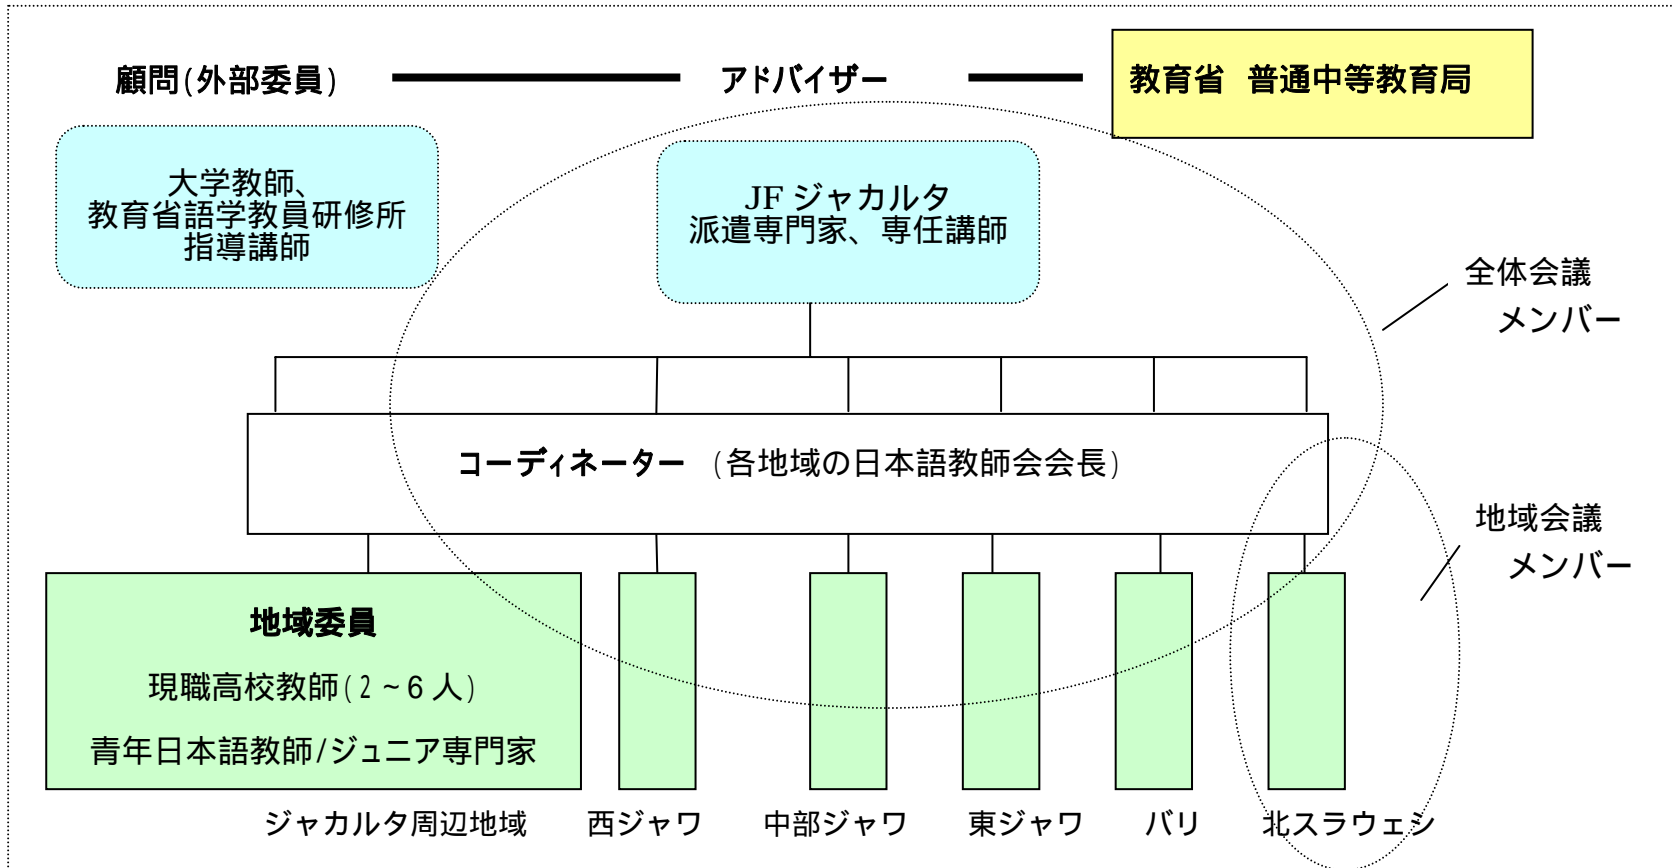 顧問(外部委員)
アドバイザー
教育省 普通中等教育局
大学教師、
教育省語学教員研修所
指導講師
JF ジャカルタ
派遣専門家、専任講師
全体会議
メンバー
コーディネーター (各地域の日本語教師会会長)
地域会議
メンバー
地域委員
現職高校教師(2~6人)
青年日本語教師/ジュニア専門家
ジャカルタ周辺地域
西ジャワ
中部ジャワ
東ジャワ
バリ
北スラウェシ